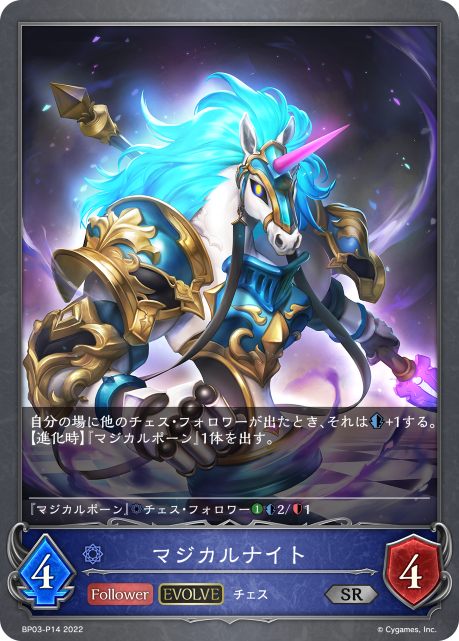 自分の場に他のチェス・フォロワーが出たとき、それは+1する。
【進化時】『マジカルポーン』1体を出す。
『マジカルポーン』チェス・フォロワー 1 2/1
マジカルナイト
4
Follower EVOLVE チェス
SR
4
BP03-P14 2022
© Cygames, Inc.